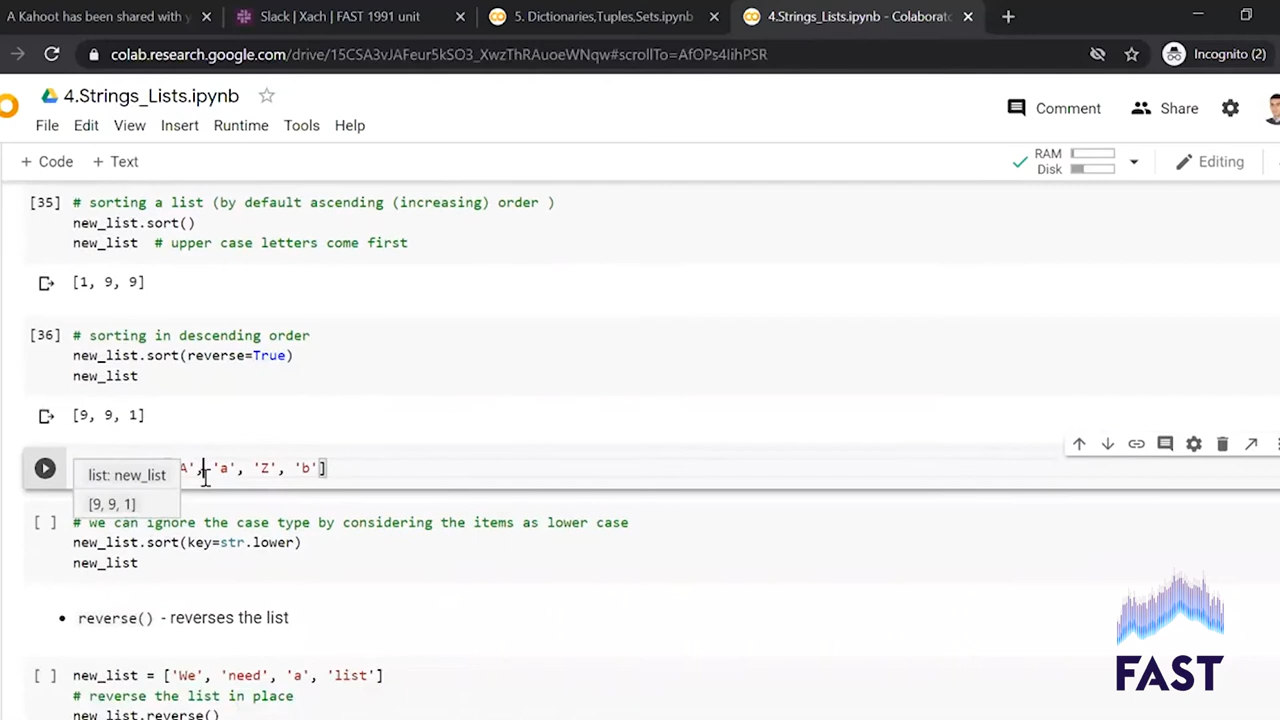 A Kahoot has been shared with y
Slack | Xach | FAST 1991 unit
5. Dictionaries,Tuples,Sets.ipynb
4.Strings_Lists.ipynb - Colaborato
colab.research.google.com/drive/15CSA3vJAFeur5kSO3_XwzThRAuoeWNqw#scrollTo=AfOPs4IihPSR
Incognito (2)
4.Strings_Lists.ipynb
Comment
Share
File Edit View Insert Runtime Tools Help
+ Code + Text
RAM
Disk
Editing
[35] # sorting a list (by default ascending (increasing) order )
new_list.sort()
new_list # upper case letters come first
[1, 9, 9]
[36] # sorting in descending order
new_list.sort(reverse=True)
new_list
[9, 9, 1]
A', 'a', 'Z', 'b']
list: new_list
[9, 9, 1]
[ ] # we can ignore the case type by considering the items as lower case
new_list.sort(key=str.lower)
new_list
• reverse() - reverses the list
[ ] new_list = ['We', 'need', 'a', 'list']
# reverse the list in place
new_list.reverse()
FAST